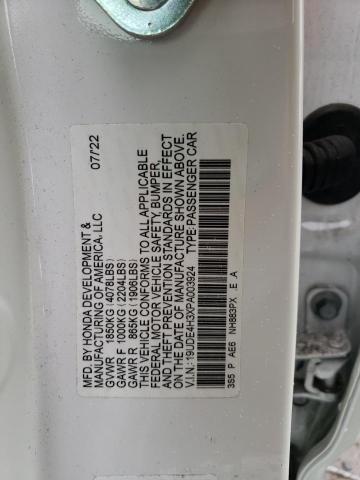 MFD. BY HONDA DEVELOPMENT & 07/'22
MANUFACTURING OF AMERICA, LLC
GVWR 1850KG (4078LBS)
GAWR F 1000KG (2204LBS)
GAWR R 865KG (1906LBS)
THIS VEHICLE CONFORMS TO ALL APPLICABLE
FEDERAL MOTOR VEHICLE SAFETY, BUMPER,
AND THEFT PREVENTION STANDARDS IN EFFECT
ON THE DATE OF MANUFACTURE SHOWN ABOVE.
V.I.N.:19UDE4H3XPA003924 TYPE:PASSENGER CAR
3S5 P AE6 NH883PX E A